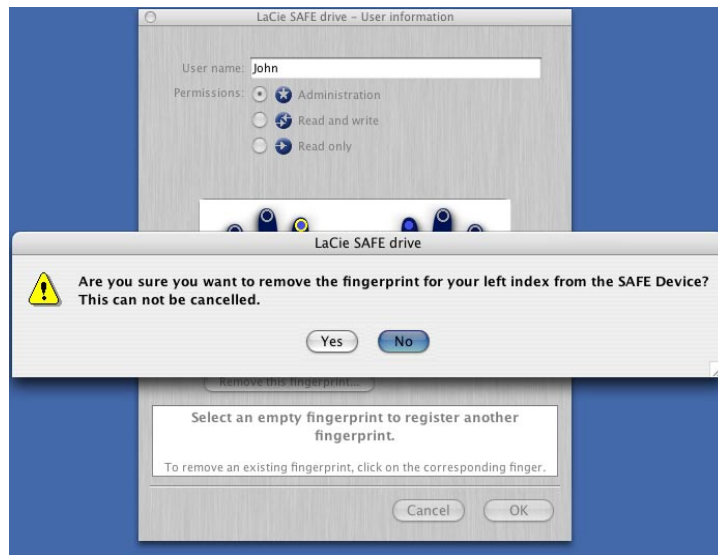 LaCie SAFE drive – User information
User name: John
Permissions: Administration
Read and write
Read only
LaCie SAFE drive
Are you sure you want to remove the fingerprint for your left index from the SAFE Device?
This can not be cancelled.
Yes No
Remove this fingerprint...
Select an empty fingerprint to register another
fingerprint.
To remove an existing fingerprint, click on the corresponding finger.
Cancel OK